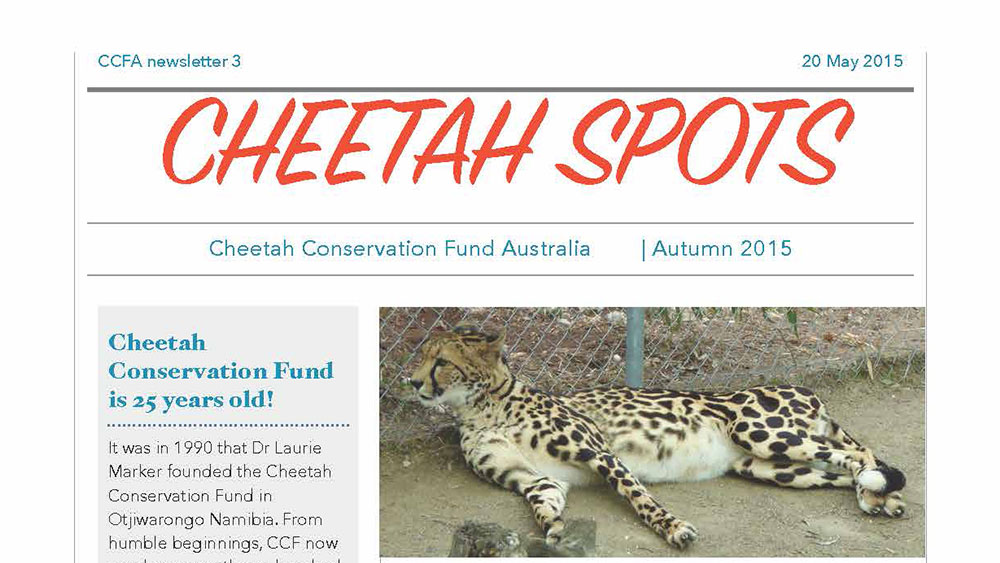 CCFA newsletter 3
20 May 2015
CHEETAH SPOTS
Cheetah Conservation Fund Australia | Autumn 2015
Cheetah
Conservation Fund
is 25 years old!
It was in 1990 that Dr Laurie
Marker founded the Cheetah
Conservation Fund in
Otjiwarongo Namibia. From
humble beginnings, CCF now